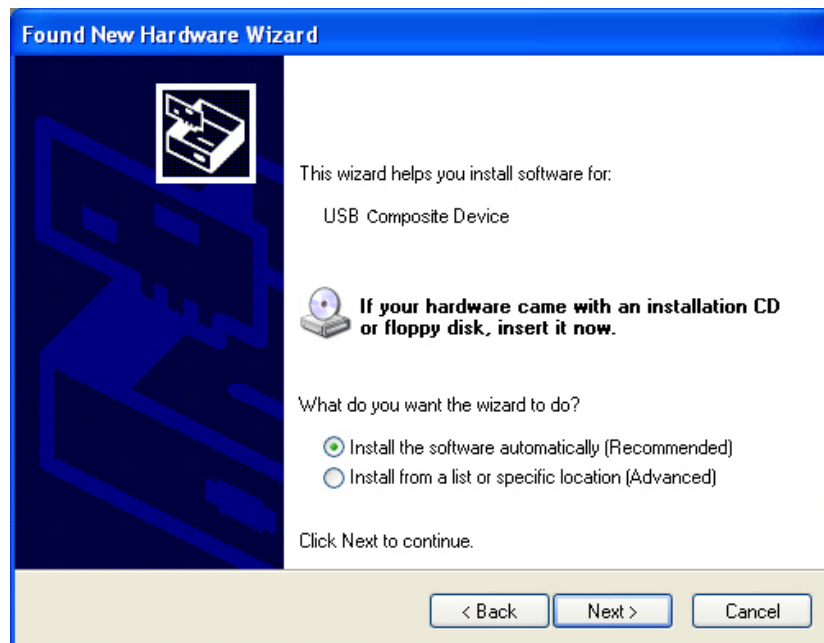 Found New Hardware Wizard
This wizard helps you install software for:
USB Composite Device
If your hardware came with an installation CD
or floppy disk, insert it now.
What do you want the wizard to do?
Install the software automatically (Recommended)
Install from a list or specific location (Advanced)
Click Next to continue.
< Back Next > Cancel